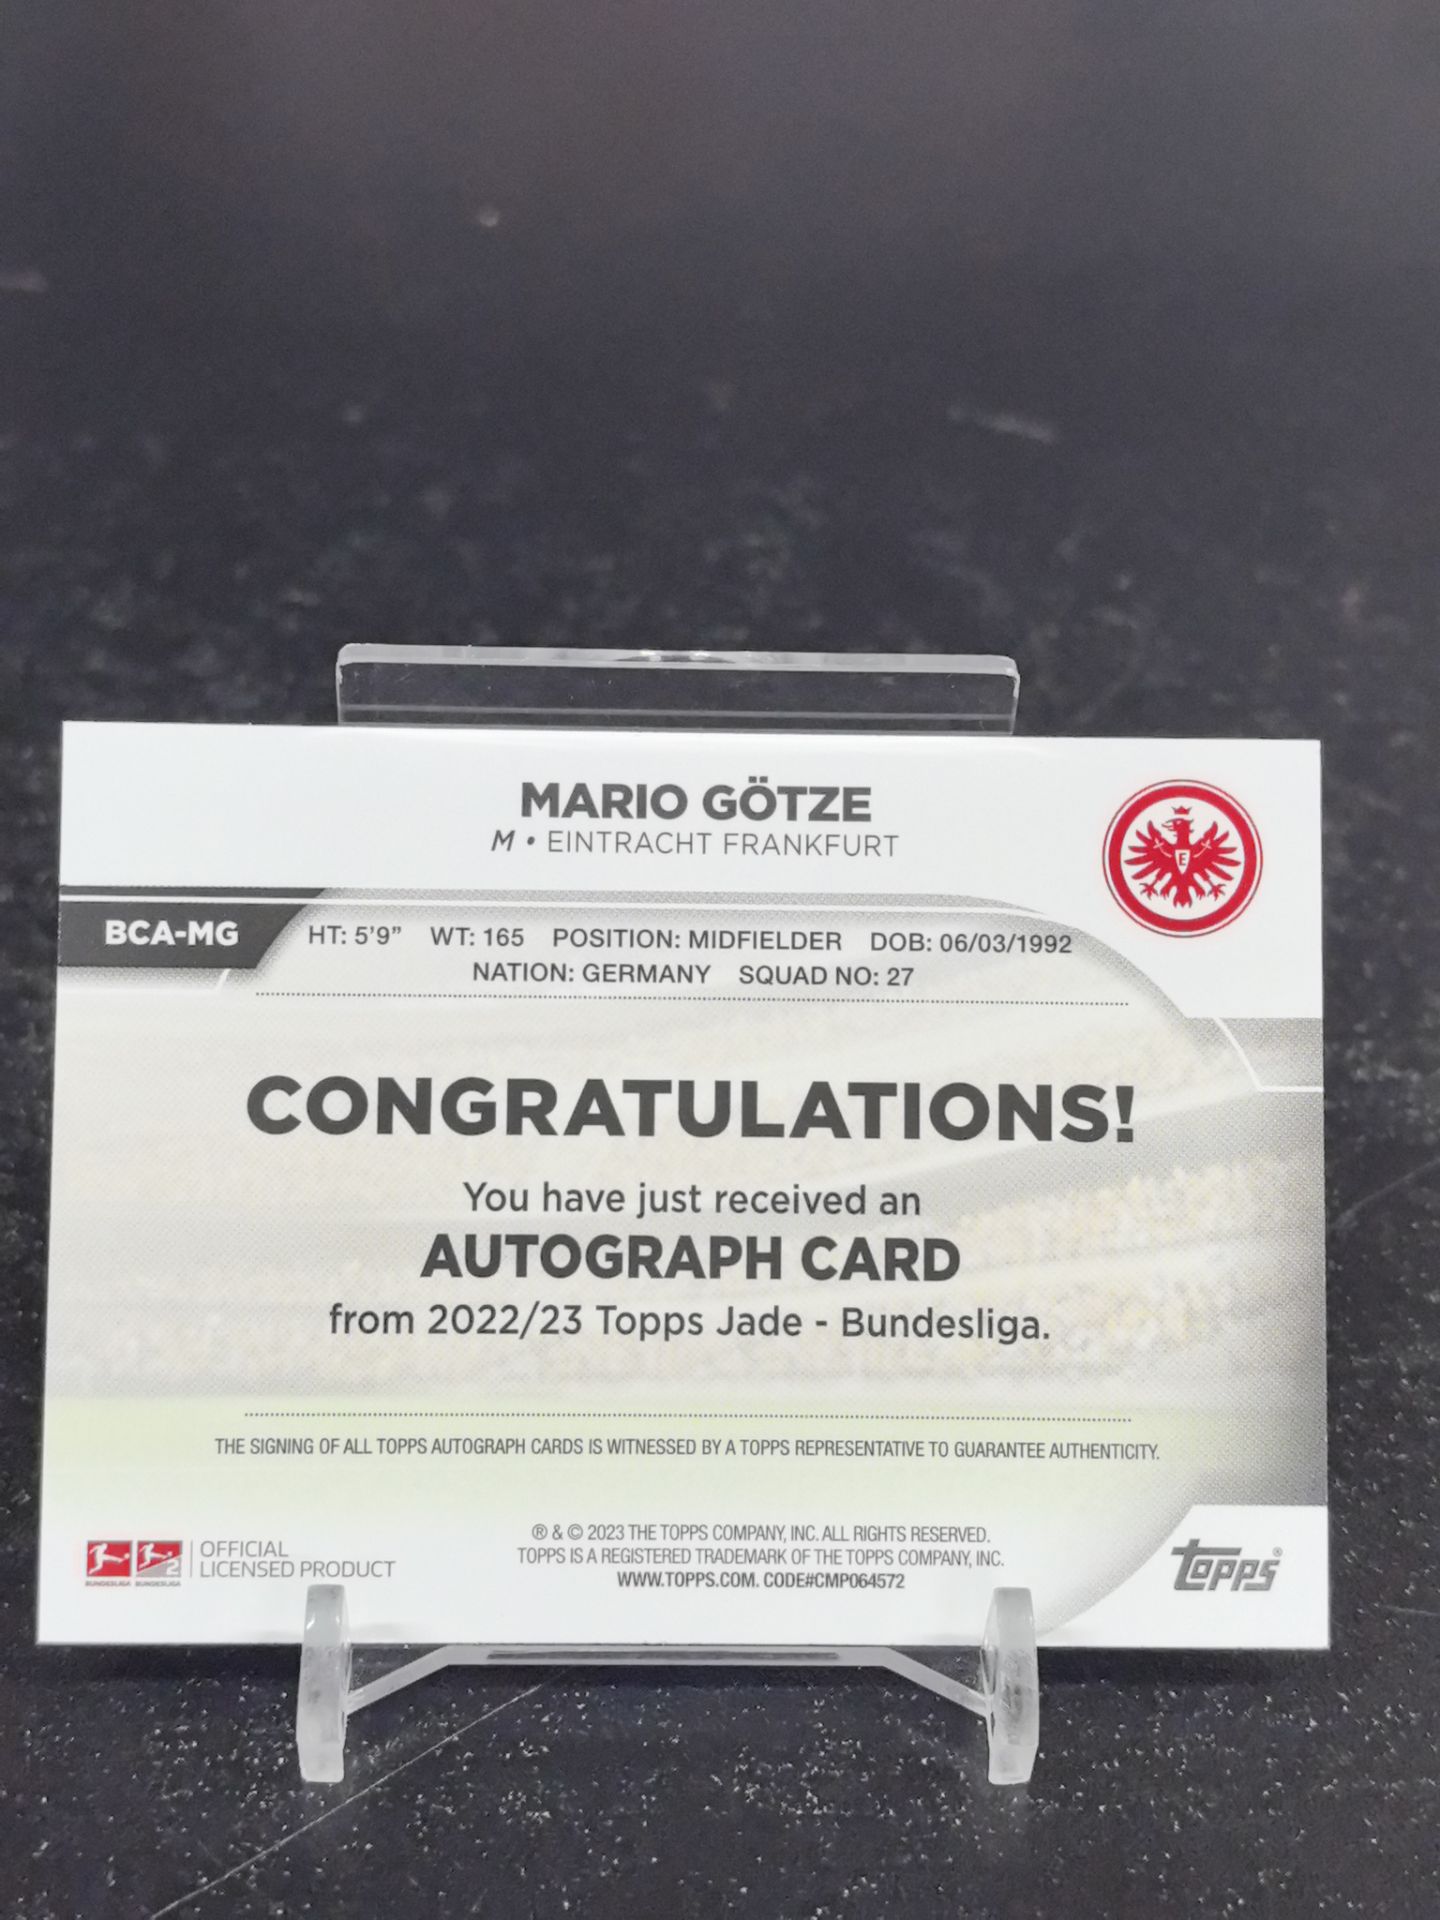 MARIO GÖTZE
M • EINTRACHT FRANKFURT
E
BCA-MG
HT: 5'9" WT: 165 POSITION: MIDFIELDER DOB: 06/03/1992
NATION: GERMANY SQUAD NO: 27
CONGRATULATIONS!
You have just received an
AUTOGRAPH CARD
from 2022/23 Topps Jade - Bundesliga.
THE SIGNING OF ALL TOPPS AUTOGRAPH CARDS IS WITNESSED BY A TOPPS REPRESENTATIVE TO GUARANTEE AUTHENTICITY.
BUNDESLIGA
2
BUNDESLIGA
OFFICIAL
LICENSED PRODUCT
® & © 2023 THE TOPPS COMPANY, INC. ALL RIGHTS RESERVED.
TOPPS IS A REGISTERED TRADEMARK OF THE TOPPS COMPANY, INC.
WWW.TOPPS.COM. CODE#CMP064572
topps®